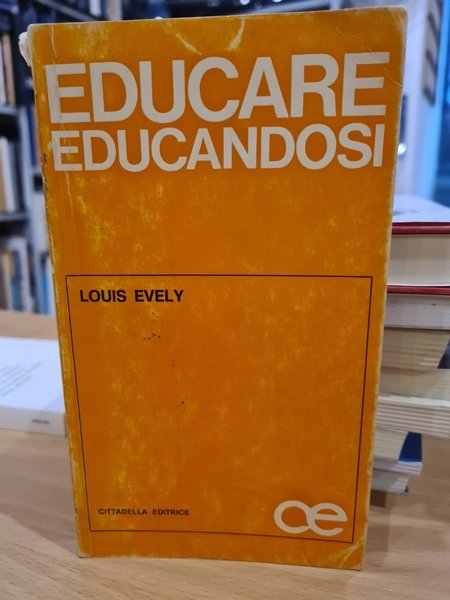 EDUCARE
EDUCANDOSI
LOUIS EVELY
CITTADELLA EDITRICE
ce